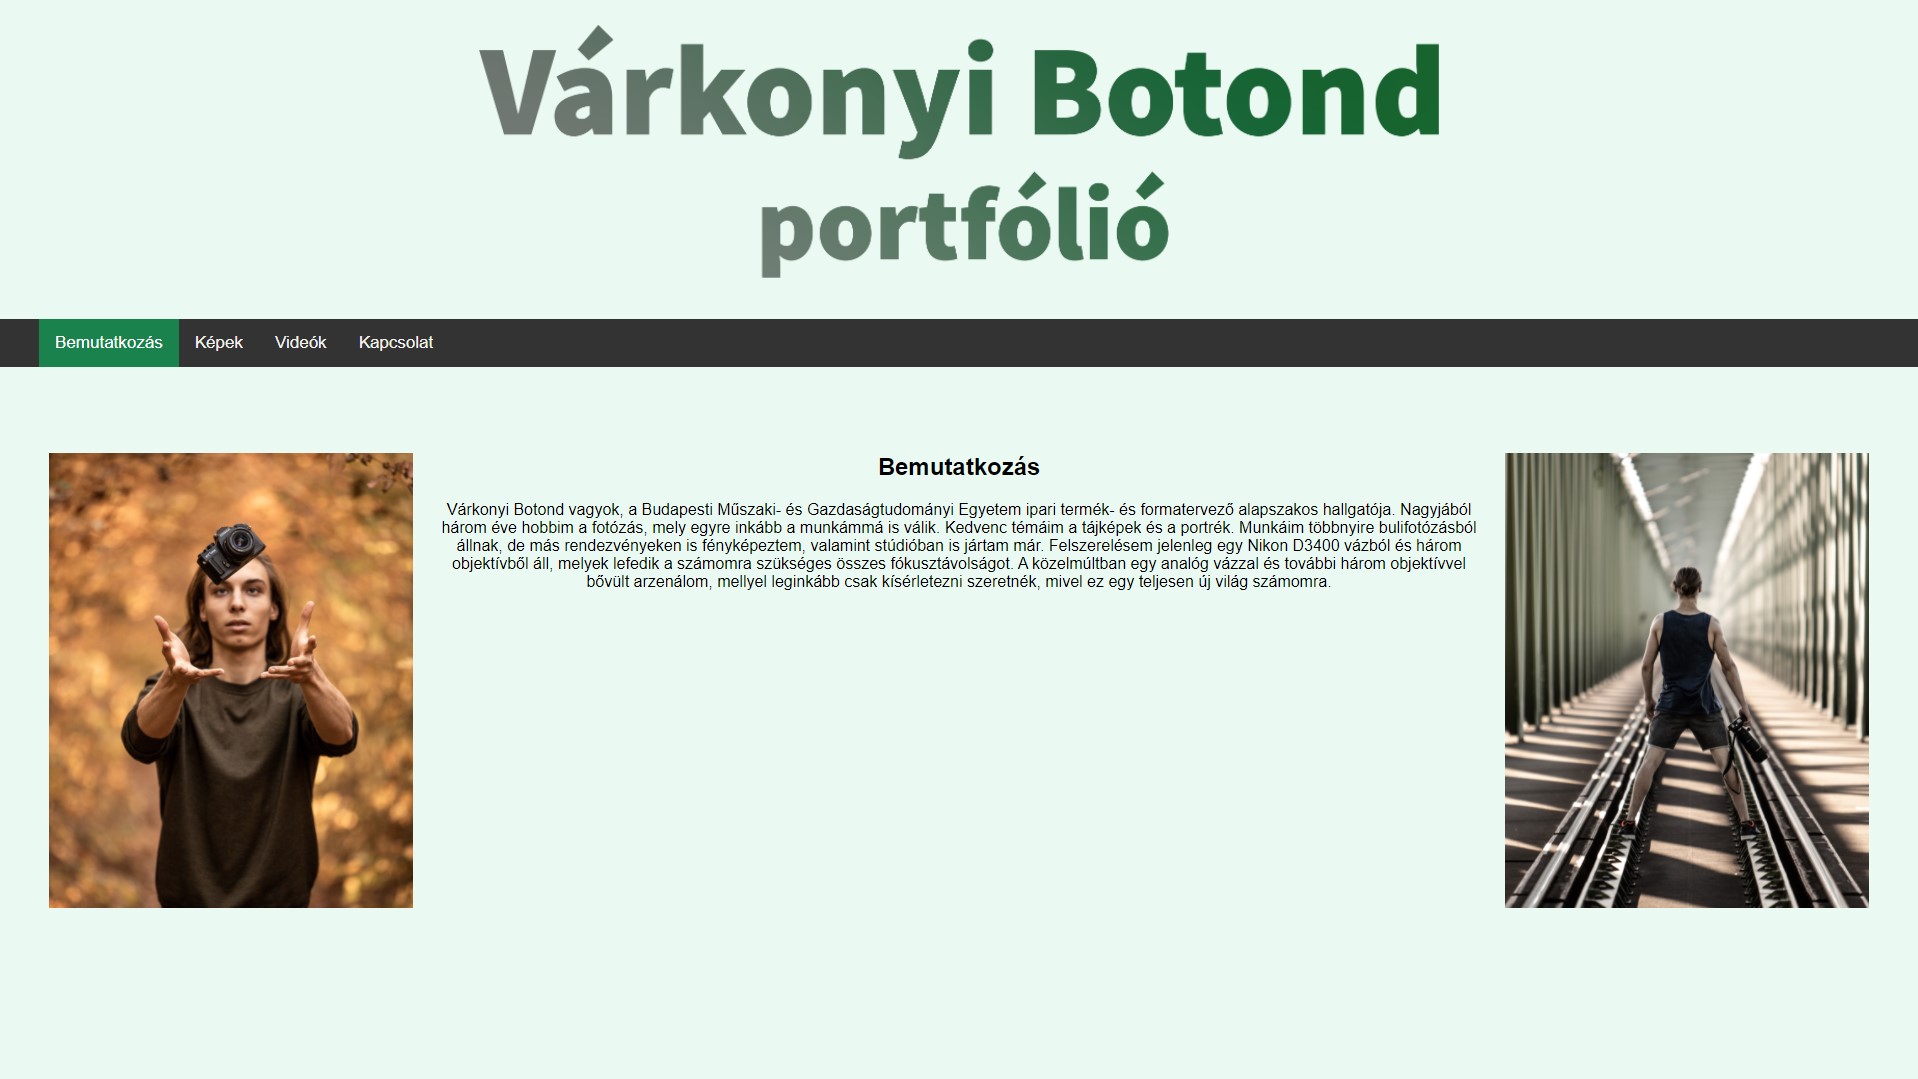 Várkonyi Botond
portfólió
Bemutatkozás
Képek
Videók
Kapcsolat
Bemutatkozás
Várkonyi Botond vagyok, a Budapesti Műszaki- és Gazdaságtudományi Egyetem ipari termék- és formatervező alapszakos hallgatója. Nagyjából
három éve hobbim a fotózás, mely egyre inkább a munkámmá is válik. Kedvenc témáim a tájképek és a portrék. Munkáim többnyire bulifotózásból
állnak, de más rendezvényeken is fényképeztem, valamint stúdióban is jártam már. Felszerelésem jelenleg egy Nikon D3400 vázból és három
objektívből áll, melyek lefedik a számomra szükséges összes fókusztávolságot. A közelmúltban egy analóg vázzal és további három objektívvel
bővült arzenálom, mellyel leginkább csak kísérletezni szeretnék, mivel ez egy teljesen új világ számomra.